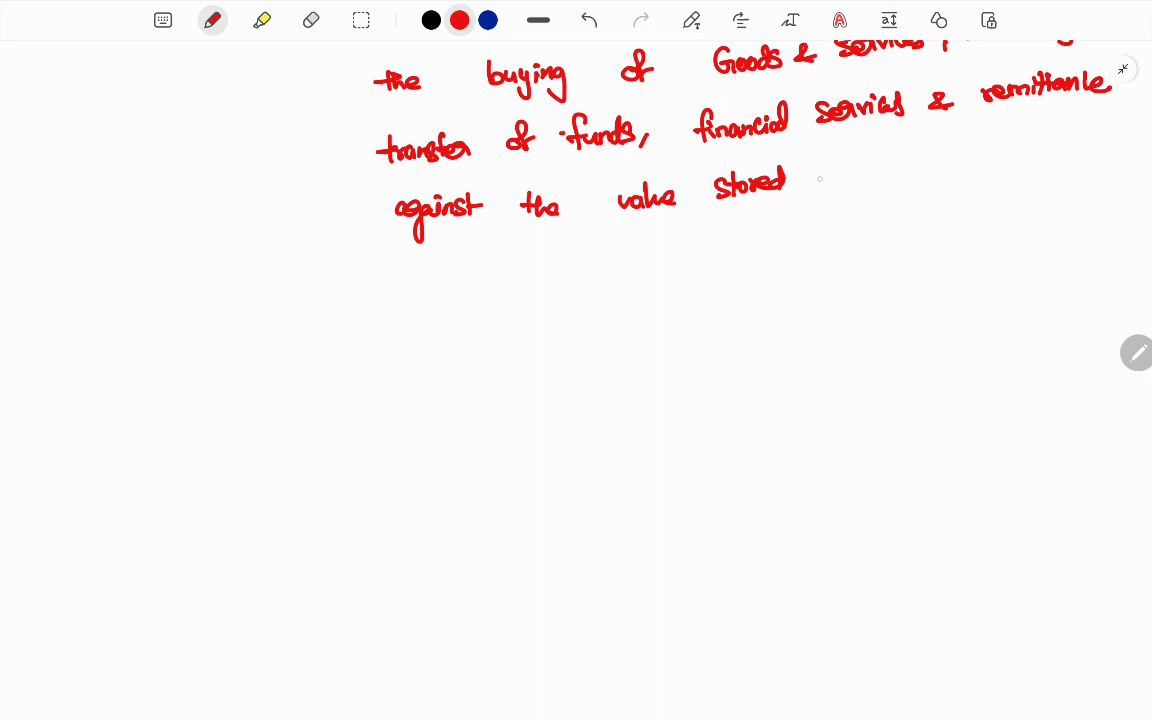 the buying of Goods & services,
transfer of funds, financial services & remittance
against the value stored